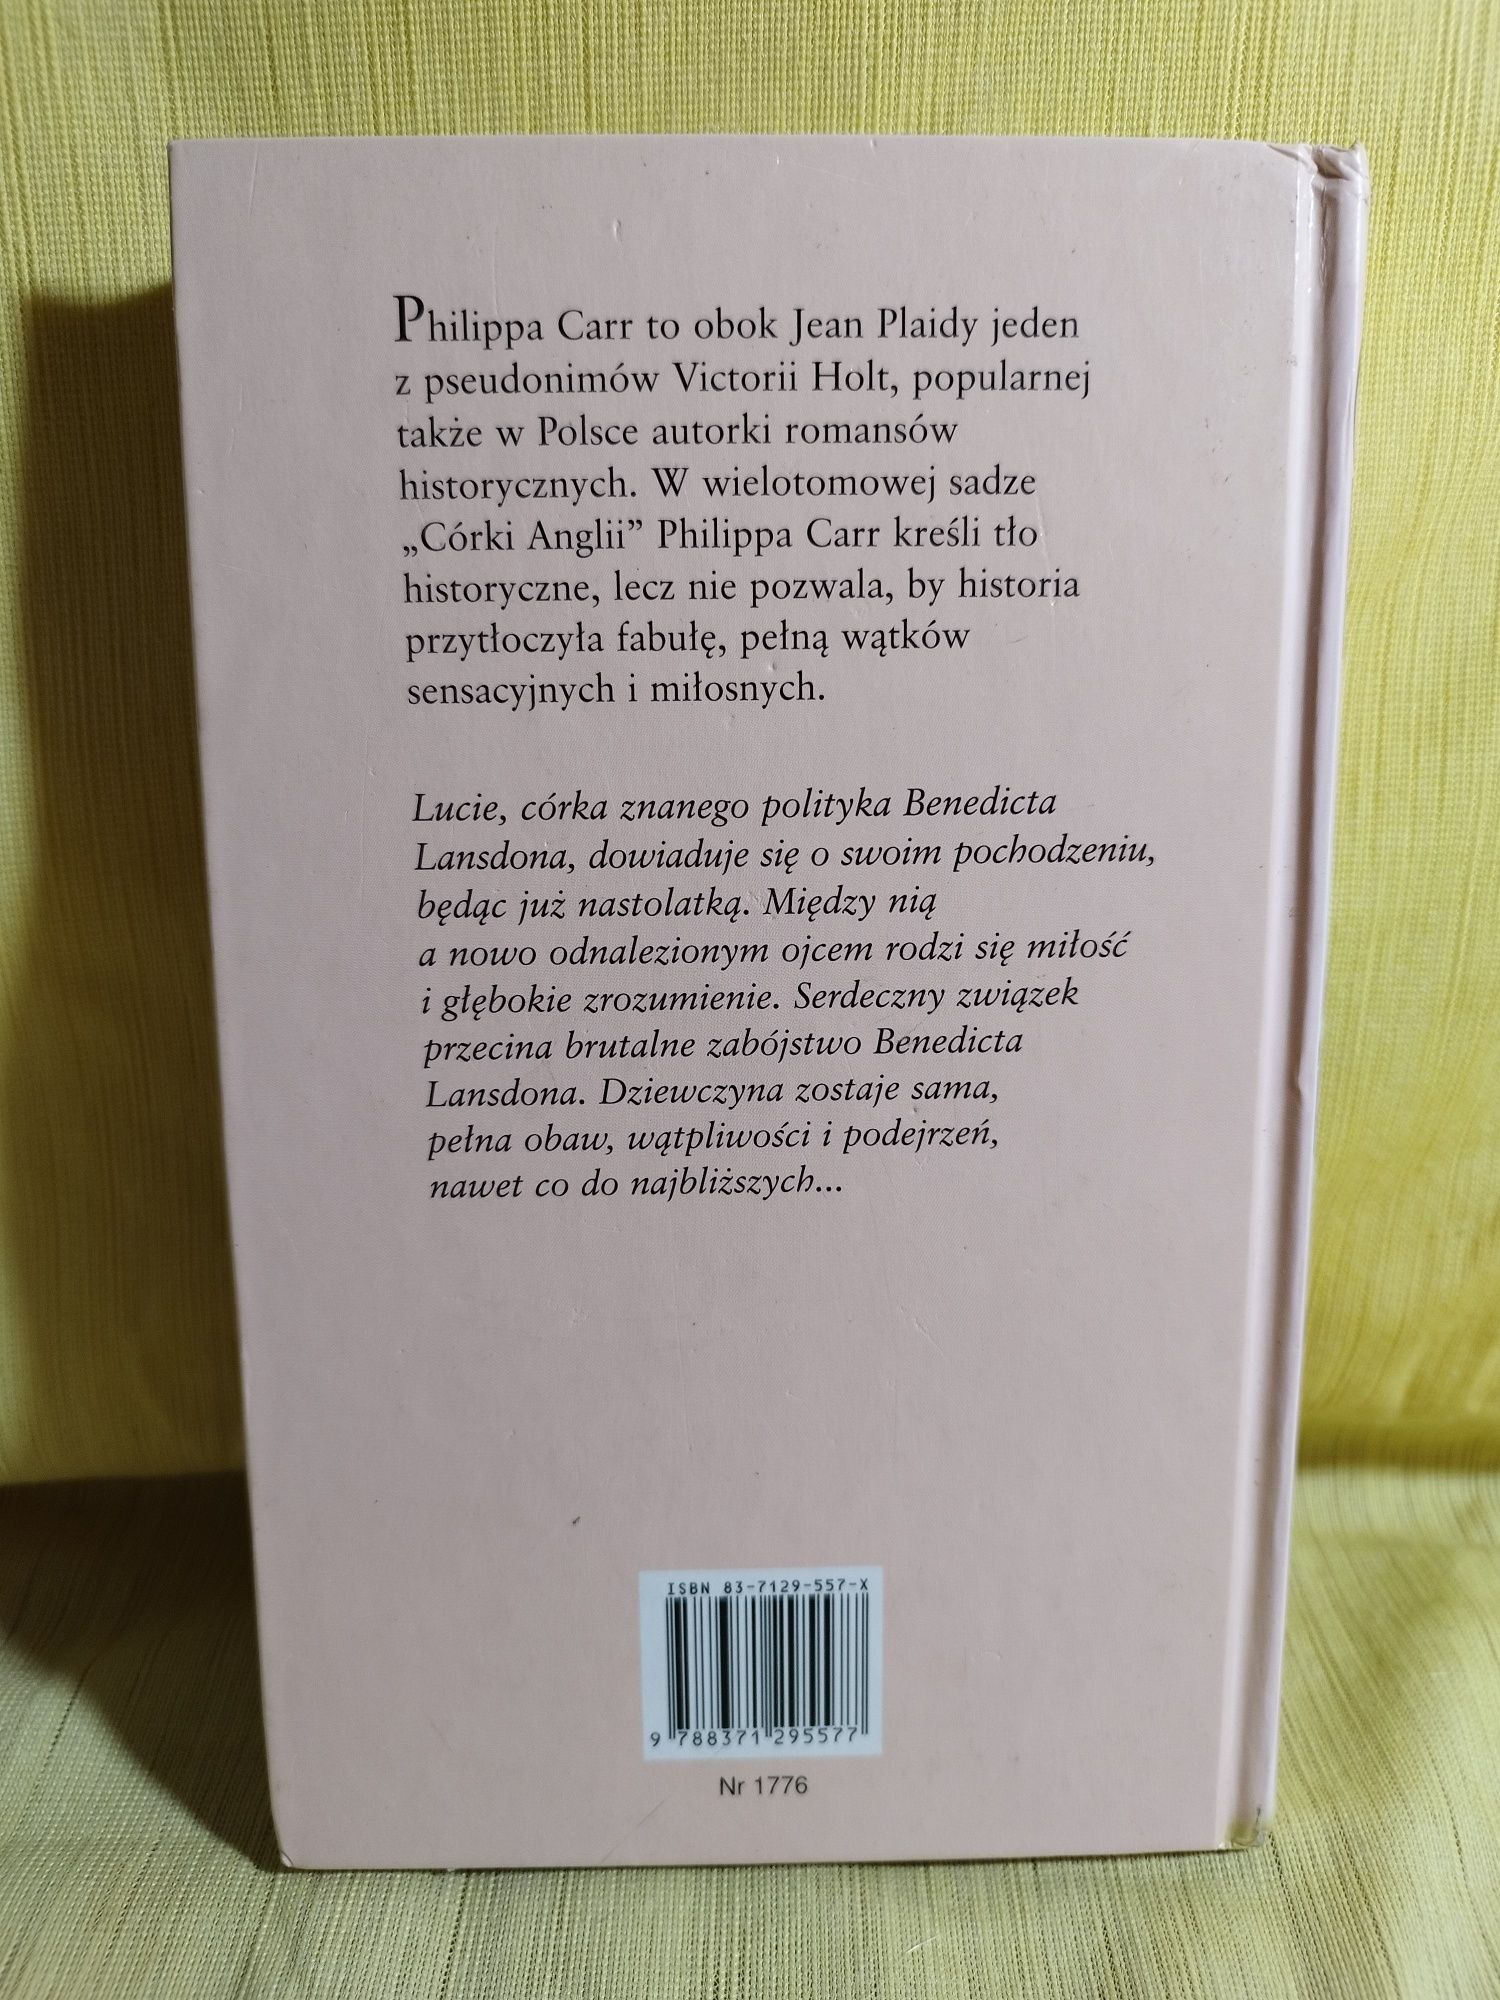 Philippa Carr to obok Jean Plaidy jeden
z pseudonimów Victorii Holt, popularnej
także w Polsce autorki romansów
historycznych. W wielotomowej sadze
„Córki Anglii” Philippa Carr kreśli tło
historyczne, lecz nie pozwala, by historia
przytłoczyła fabułę, pełną wątków
sensacyjnych i miłosnych.
Lucie, córka znanego polityka Benedicta
Lansdona, dowiaduje się o swoim pochodzeniu,
będąc już nastolatką. Między nią
a nowo odnalezionym ojcem rodzi się miłość
i głębokie zrozumienie. Serdeczny związek
przecina brutalne zabójstwo Benedicta
Lansdona. Dziewczyna zostaje sama,
pełna obaw, wątpliwości i podejrzeń,
nawet co do najbliższych...
ISBN 83-7129-557-X
9 788371 295577
Nr 1776